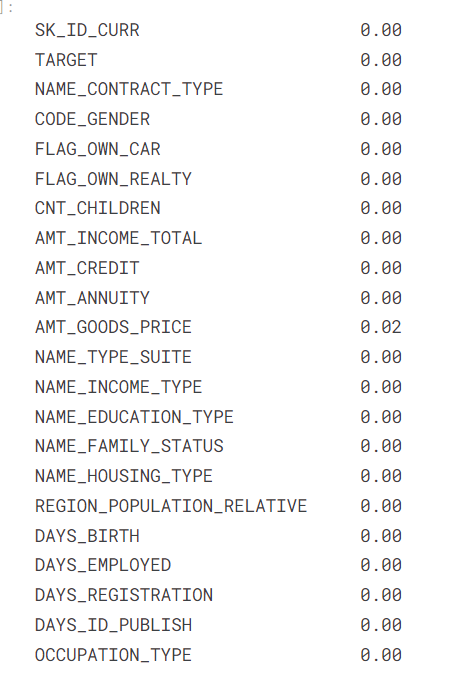 ]:
SK_ID_CURR 0.00
TARGET 0.00
NAME_CONTRACT_TYPE 0.00
CODE_GENDER 0.00
FLAG_OWN_CAR 0.00
FLAG_OWN_REALTY 0.00
CNT_CHILDREN 0.00
AMT_INCOME_TOTAL 0.00
AMT_CREDIT 0.00
AMT_ANNUITY 0.00
AMT_GOODS_PRICE 0.02
NAME_TYPE_SUITE 0.00
NAME_INCOME_TYPE 0.00
NAME_EDUCATION_TYPE 0.00
NAME_FAMILY_STATUS 0.00
NAME_HOUSING_TYPE 0.00
REGION_POPULATION_RELATIVE 0.00
DAYS_BIRTH 0.00
DAYS_EMPLOYED 0.00
DAYS_REGISTRATION 0.00
DAYS_ID_PUBLISH 0.00
OCCUPATION_TYPE 0.00